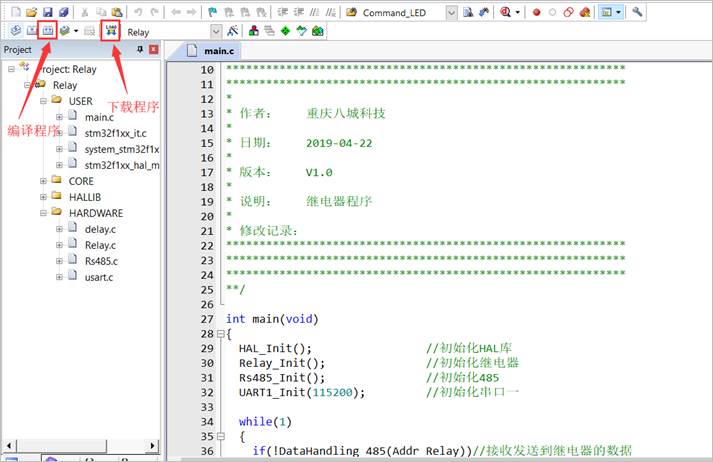 Command_LED
LOAD
Relay
Project
main.c
Project: Relay
Relay
USER
main.c
stm32f1xx_it.c
system_stm32f1x
stm32f1xx_hal_m
CORE
HALLIB
HARDWARE
delay.c
Relay.c
Rs485.c
usart.c
编译程序
下载程序
10 *********************************************************
11 *********************************************************
12 *
13 * 作者: 重庆八城科技
14 *
15 * 日期: 2019-04-22
16 *
17 * 版本: V1.0
18 *
19 * 说明: 继电器程序
20 *
21 * 修改记录:
22 *********************************************************
23 *********************************************************
24 *********************************************************
25 **/
26
27 int main(void)
28 {
29 HAL_Init(); //初始化HAL库
30 Relay_Init(); //初始化继电器
31 Rs485_Init(); //初始化485
32 UART1_Init(115200); //初始化串口一
33
34 while(1)
35 {
36 if(!DataHandling_485(Addr_Relay))//接收发送到继电器的数据